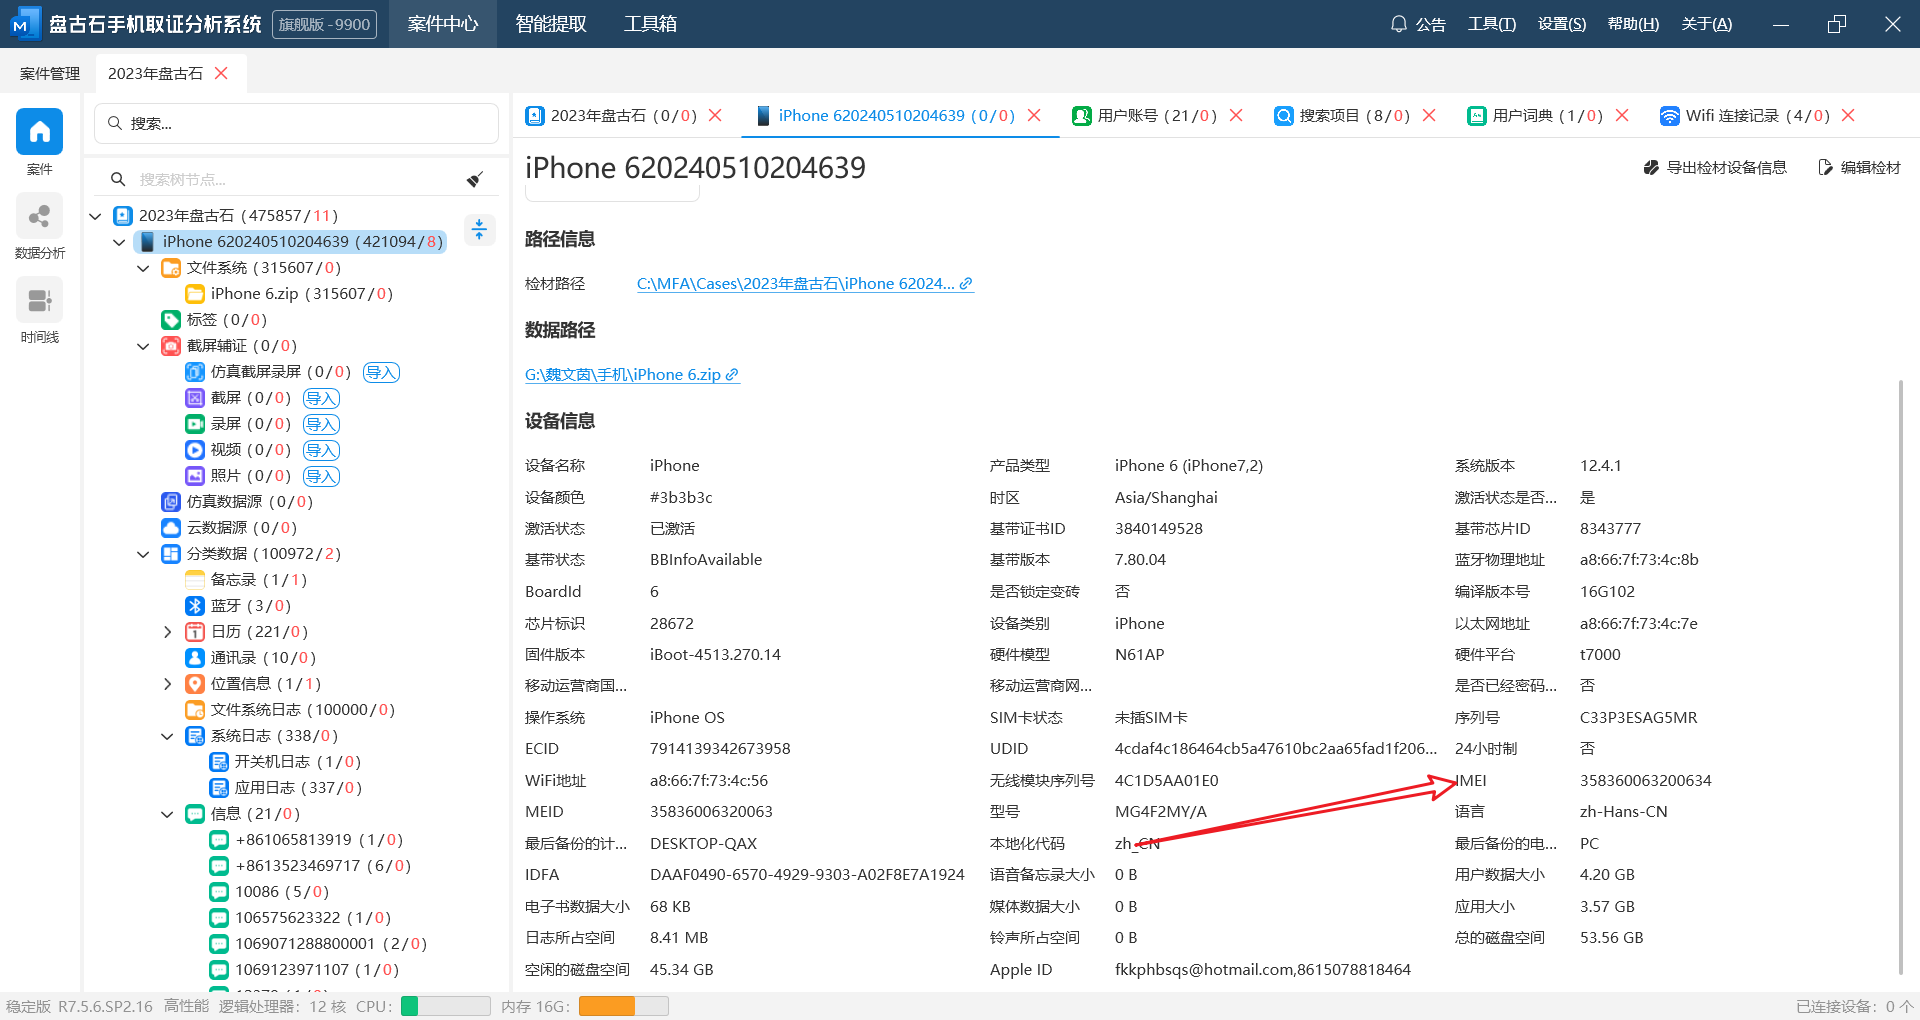 盘古石手机取证分析系统 旗舰版 - 9900 案件中心 智能提取 工具箱 公告 工具(T) 设置(S) 帮助(H) 关于(A)
案件管理 2023年盘古石
案件
数据分析
时间线
搜索...
搜索树节点...
2023年盘古石 (475857/11)
iPhone 620240510204639 (421094/8)
文件系统 (315607/0)
iPhone 6.zip (315607/0)
标签 (0/0)
截屏辅证 (0/0)
仿真截屏录屏 (0/0) 导入
截屏 (0/0) 导入
录屏 (0/0) 导入
视频 (0/0) 导入
照片 (0/0) 导入
仿真数据源 (0/0)
云数据源 (0/0)
分类数据 (100972/2)
备忘录 (1/1)
蓝牙 (3/0)
日历 (221/0)
通讯录 (10/0)
位置信息 (1/1)
文件系统日志 (100000/0)
系统日志 (338/0)
开关机日志 (1/0)
应用日志 (337/0)
信息 (21/0)
+861065813919 (1/0)
+8613523469717 (6/0)
10086 (5/0)
106575623322 (1/0)
1069071288800001 (2/0)
1069123971107 (1/0)
2023年盘古石 (0/0) iPhone 620240510204639 (0/0) 用户账号 (21/0) 搜索项目 (8/0) 用户词典 (1/0) Wifi 连接记录 (4/0)
iPhone 620240510204639 导出检材设备信息 编辑检材
路径信息
检材路径 C:\MFA\Cases\2023年盘古石\iPhone 62024...
数据路径
G:\魏文茵\手机\iPhone 6.zip
设备信息
设备名称 iPhone 产品类型 iPhone 6 (iPhone7,2) 系统版本 12.4.1
设备颜色 #3b3b3c 时区 Asia/Shanghai 激活状态是否... 是
激活状态 已激活 基带证书ID 3840149528 基带芯片ID 8343777
基带状态 BBInfoAvailable 基带版本 7.80.04 蓝牙物理地址 a8:66:7f:73:4c:8b
BoardId 6 是否锁定变砖 否 编译版本号 16G102
芯片标识 28672 设备类别 iPhone 以太网地址 a8:66:7f:73:4c:7e
固件版本 iBoot-4513.270.14 硬件模型 N61AP 硬件平台 t7000
移动运营商国... 移动运营商网... 是否已经密码... 否
操作系统 iPhone OS SIM卡状态 未插SIM卡 序列号 C33P3ESAG5MR
ECID 7914139342673958 UDID 4cdaf4c186464cb5a47610bc2aa65fad1f206... 24小时制 否
WiFi地址 a8:66:7f:73:4c:56 无线模块序列号 4C1D5AA01E0 IMEI 358360063200634
MEID 35836006320063 型号 MG4F2MY/A 语言 zh-Hans-CN
最后备份的计... DESKTOP-QAX 本地化代码 zh_CN 最后备份的电... PC
IDFA DAAF0490-6570-4929-9303-A02F8E7A1924 语音备忘录大小 0 B 用户数据大小 4.20 GB
电子书数据大小 68 KB 媒体数据大小 0 B 应用大小 3.57 GB
日志所占空间 8.41 MB 铃声所占空间 0 B 总的磁盘空间 53.56 GB
空闲的磁盘空间 45.34 GB Apple ID fkkphbsqs@hotmail.com,8615078818464
稳定版 R7.5.6.SP2.16 高性能 逻辑处理器: 12 核 CPU: 内存 16G: 已连接设备: 0 个